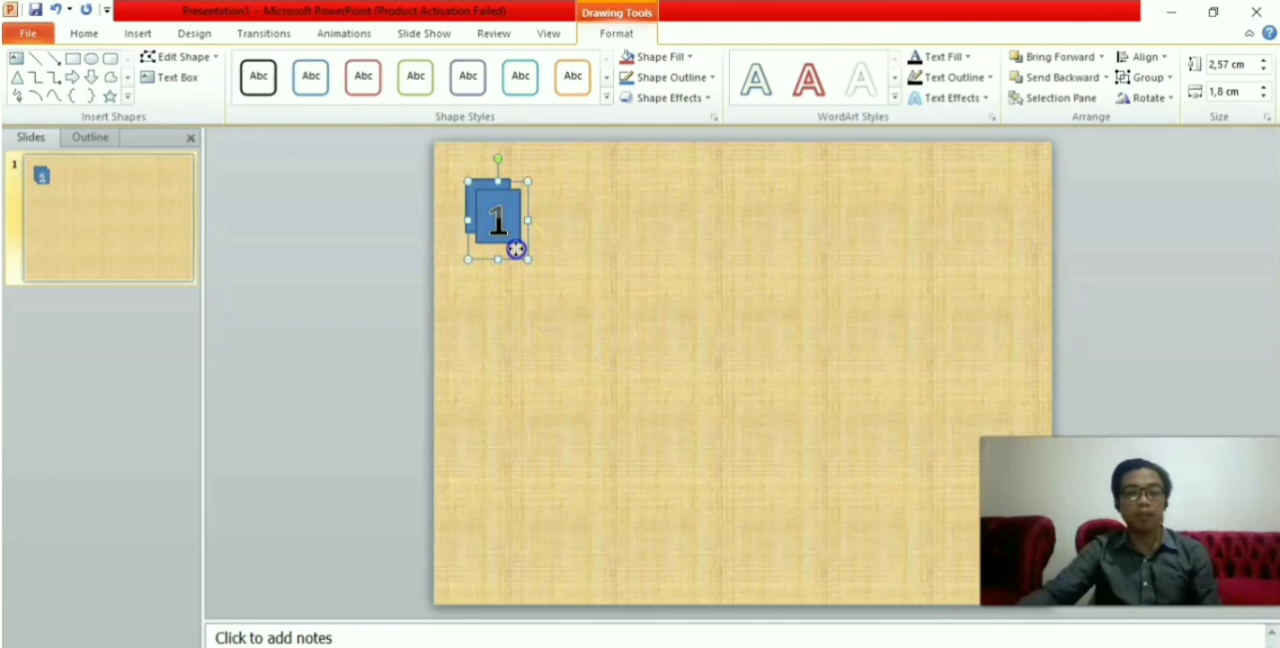 Presentation1 - Microsoft PowerPoint (Product Activation Failed)
Drawing Tools
File Home Insert Design Transitions Animations Slide Show Review View Format
Edit Shape
Text Box
Insert Shapes
Abc Abc Abc Abc Abc Abc Abc
Shape Fill
Shape Outline
Shape Effects
Shape Styles
A A A
Text Fill
Text Outline
Text Effects
WordArt Styles
Bring Forward
Send Backward
Selection Pane
Align
Group
Rotate
Arrange
2,57 cm
1,8 cm
Size
Slides Outline
1
1
1
Click to add notes